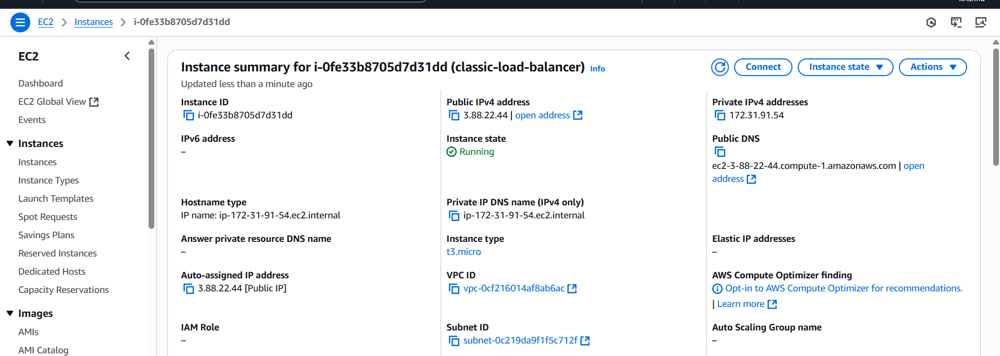 EC2 > Instances > i-0fe33b8705d7d31dd
EC2
Dashboard
EC2 Global View
Events
Instances
Instances
Instance Types
Launch Templates
Spot Requests
Savings Plans
Reserved Instances
Dedicated Hosts
Capacity Reservations
Images
AMIs
AMI Catalog
Instance summary for i-0fe33b8705d7d31dd (classic-load-balancer) Info
Connect
Instance state
Actions
Updated less than a minute ago
Instance ID
i-0fe33b8705d7d31dd
Public IPv4 address
3.88.22.44 | open address
Private IPv4 addresses
172.31.91.54
IPv6 address
–
Instance state
Running
Public DNS
ec2-3-88-22-44.compute-1.amazonaws.com | open
address
Hostname type
IP name: ip-172-31-91-54.ec2.internal
Private IP DNS name (IPv4 only)
ip-172-31-91-54.ec2.internal
Answer private resource DNS name
–
Instance type
t3.micro
Elastic IP addresses
–
Auto-assigned IP address
3.88.22.44 [Public IP]
VPC ID
vpc-0cf216014af8ab6ac
AWS Compute Optimizer finding
Opt-in to AWS Compute Optimizer for recommendations.
| Learn more
IAM Role
–
Subnet ID
subnet-0c219da9f1f5c712f
Auto Scaling Group name
–